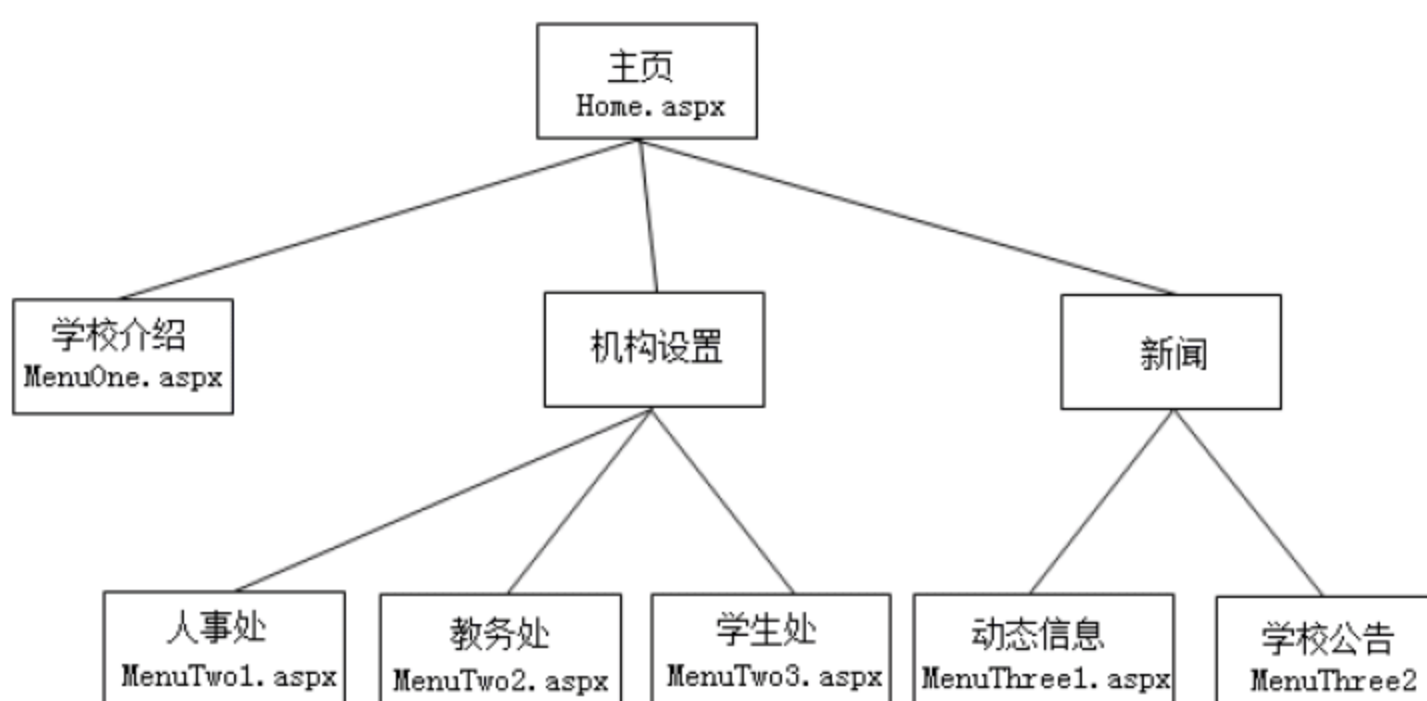 主页
Home.aspx
学校介绍
MenuOne.aspx
机构设置
新闻
人事处
MenuTwo1.aspx
教务处
MenuTwo2.aspx
学生处
MenuTwo3.aspx
动态信息
MenuThree1.aspx
学校公告
MenuThree2